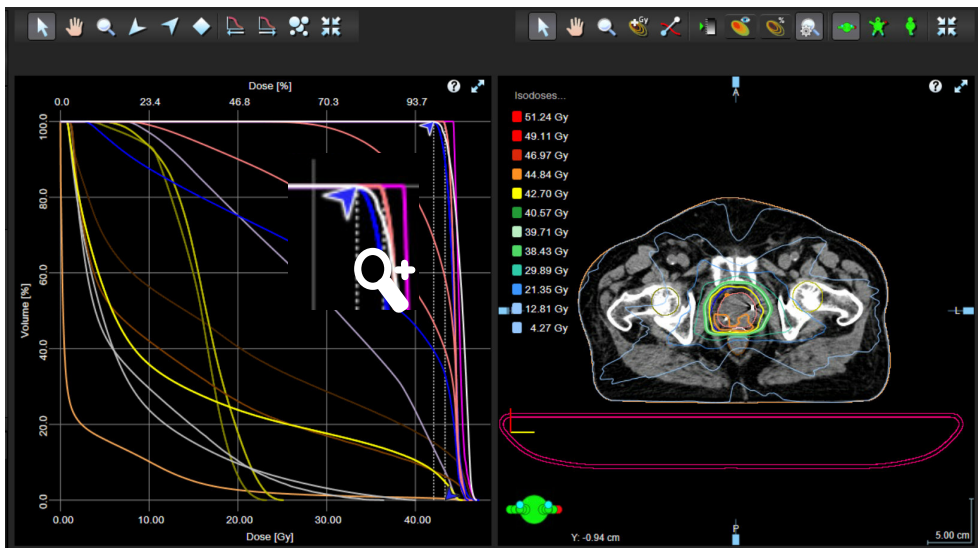 Gy
%
Dose [%]
0.0 23.4 46.8 70.3 93.7
100.0
80.0
60.0
40.0
20.0
0.0
Volume [%]
0.00 10.00 20.00 30.00 40.00
Dose [Gy]
A
Isodoses...
51.24 Gy
49.11 Gy
46.97 Gy
44.84 Gy
42.70 Gy
40.57 Gy
39.71 Gy
38.43 Gy
29.89 Gy
21.35 Gy
12.81 Gy
4.27 Gy
L
P
Y: -0.94 cm
5.00 cm